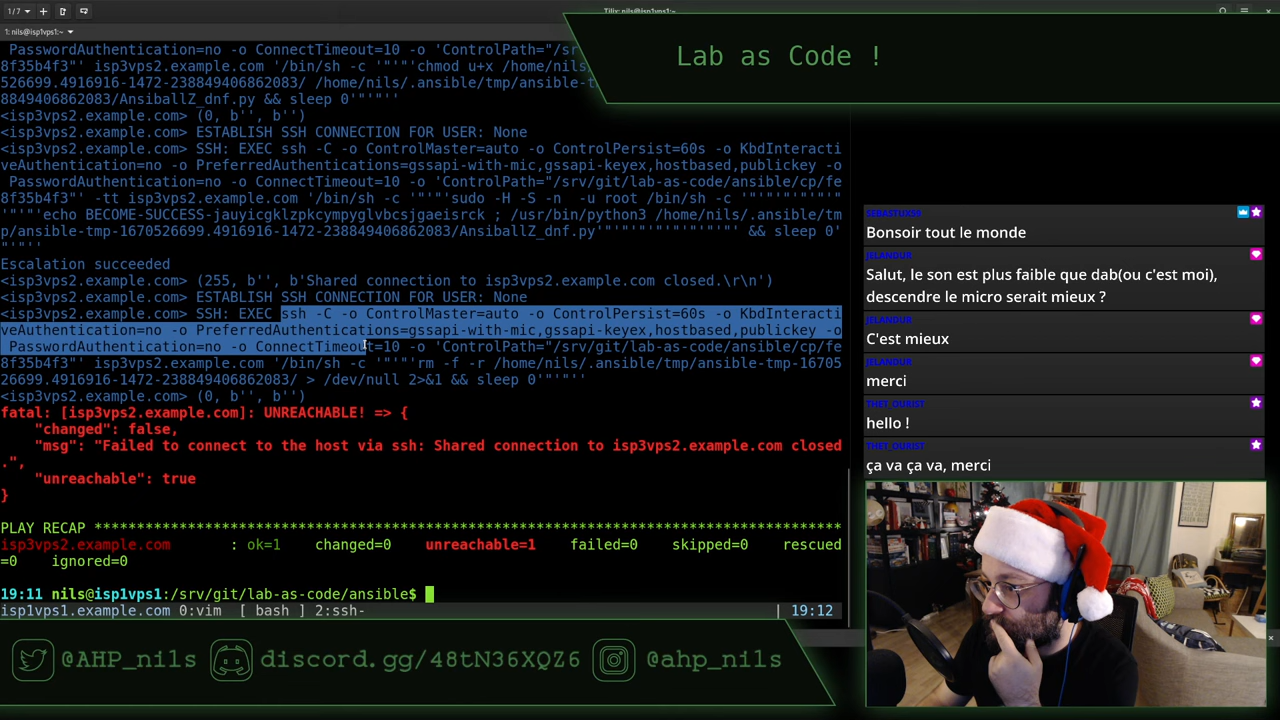 1/7
Tilix: nils@isp1vps1:~
1: nils@isp1vps1:~
Lab as Code !
PasswordAuthentication=no -o ConnectTimeout=10 -o 'ControlPath="/sr
8f35b4f3"' isp3vps2.example.com '/bin/sh -c '"'"'chmod u+x /home/nils
526699.4916916-1472-238849406862083/ /home/nils/.ansible/tmp/ansible-t
8849406862083/AnsiballZ_dnf.py && sleep 0'"'"''
<isp3vps2.example.com> (0, b'', b'')
<isp3vps2.example.com> ESTABLISH SSH CONNECTION FOR USER: None
<isp3vps2.example.com> SSH: EXEC ssh -C -o ControlMaster=auto -o ControlPersist=60s -o KbdInteracti
veAuthentication=no -o PreferredAuthentications=gssapi-with-mic,gssapi-keyex,hostbased,publickey -o
PasswordAuthentication=no -o ConnectTimeout=10 -o 'ControlPath="/srv/git/lab-as-code/ansible/cp/fe
8f35b4f3"' -tt isp3vps2.example.com '/bin/sh -c '"'"'sudo -H -S -n  -u root /bin/sh -c '"'"'"'"'"'"
'"'"'echo BECOME-SUCCESS-jauyicgklzpkcympyglvbcsjgaeisrck ; /usr/bin/python3 /home/nils/.ansible/tm
p/ansible-tmp-1670526699.4916916-1472-238849406862083/AnsiballZ_dnf.py'"'"'"'"'"'"'"'"' && sleep 0'
"'"''
Escalation succeeded
<isp3vps2.example.com> (255, b'', b'Shared connection to isp3vps2.example.com closed.\r\n')
<isp3vps2.example.com> ESTABLISH SSH CONNECTION FOR USER: None
<isp3vps2.example.com> SSH: EXEC ssh -C -o ControlMaster=auto -o ControlPersist=60s -o KbdInteracti
veAuthentication=no -o PreferredAuthentications=gssapi-with-mic,gssapi-keyex,hostbased,publickey -o
PasswordAuthentication=no -o ConnectTimeout=10 -o 'ControlPath="/srv/git/lab-as-code/ansible/cp/fe
8f35b4f3"' isp3vps2.example.com '/bin/sh -c '"'"'rm -f -r /home/nils/.ansible/tmp/ansible-tmp-16705
26699.4916916-1472-238849406862083/ > /dev/null 2>&1 && sleep 0'"'"''
<isp3vps2.example.com> (0, b'', b'')
fatal: [isp3vps2.example.com]: UNREACHABLE! => {
"changed": false,
"msg": "Failed to connect to the host via ssh: Shared connection to isp3vps2.example.com closed
.",
"unreachable": true
}
PLAY RECAP ****************************************************************************************
isp3vps2.example.com       : ok=1    changed=0    unreachable=1    failed=0    skipped=0    rescued
=0    ignored=0
19:11 nils@isp1vps1:/srv/git/lab-as-code/ansible$
isp1vps1.example.com 0:vim  [ bash ] 2:ssh-                    | 19:12
SEBASTUX85
Bonsoir tout le monde
JELANDUR
Salut, le son est plus faible que dab(ou c'est moi),
descendre le micro serait mieux ?
JELANDUR
C'est mieux
JELANDUR
merci
THET_OURIST
hello !
THET_OURIST
ça va ça va, merci
@AHP_nils
discord.gg/48tN36XQZ6
@ahp_nils